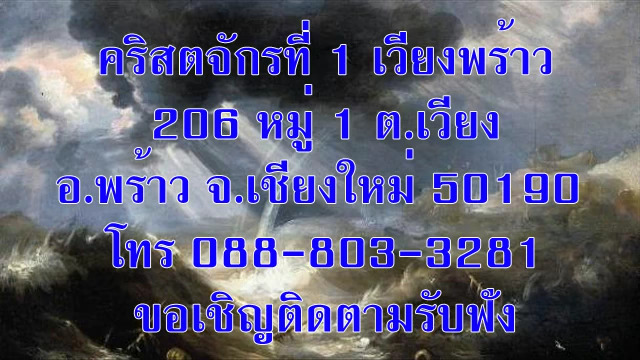 คริสตจักรที่ 1 เวียงพร้าว
206 หมู่ 1 ต.เวียง
อ.พร้าว จ.เชียงใหม่ 50190
โทร 088-803-3281
ขอเชิญติดตามรับฟัง